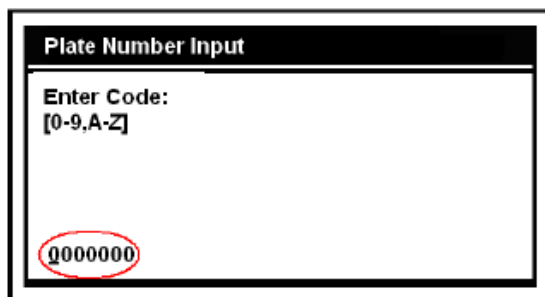 Plate Number Input
Enter Code:
[0-9,A-Z]
0000000